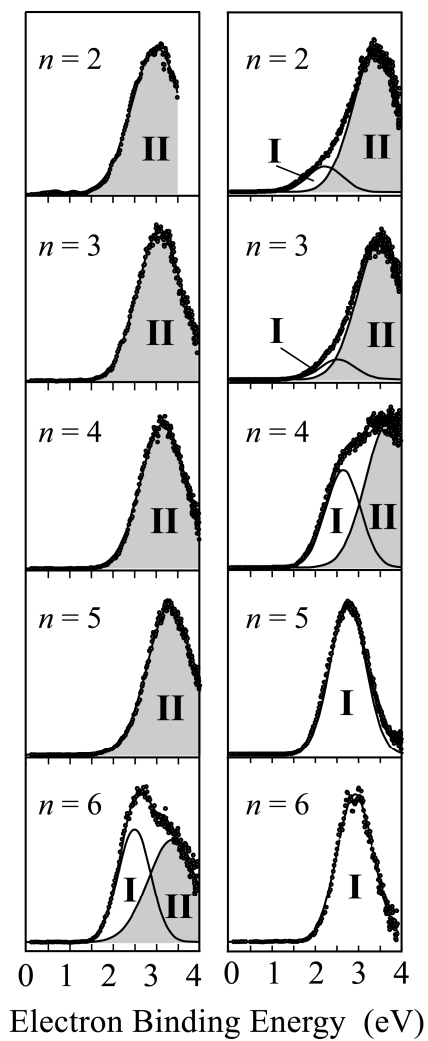 n = 2
II
n = 2
I
II
n = 3
II
n = 3
I
II
n = 4
II
n = 4
I
II
n = 5
II
n = 5
I
n = 6
I
II
n = 6
I
0 1 2 3 4
0 1 2 3 4
Electron Binding Energy (eV)